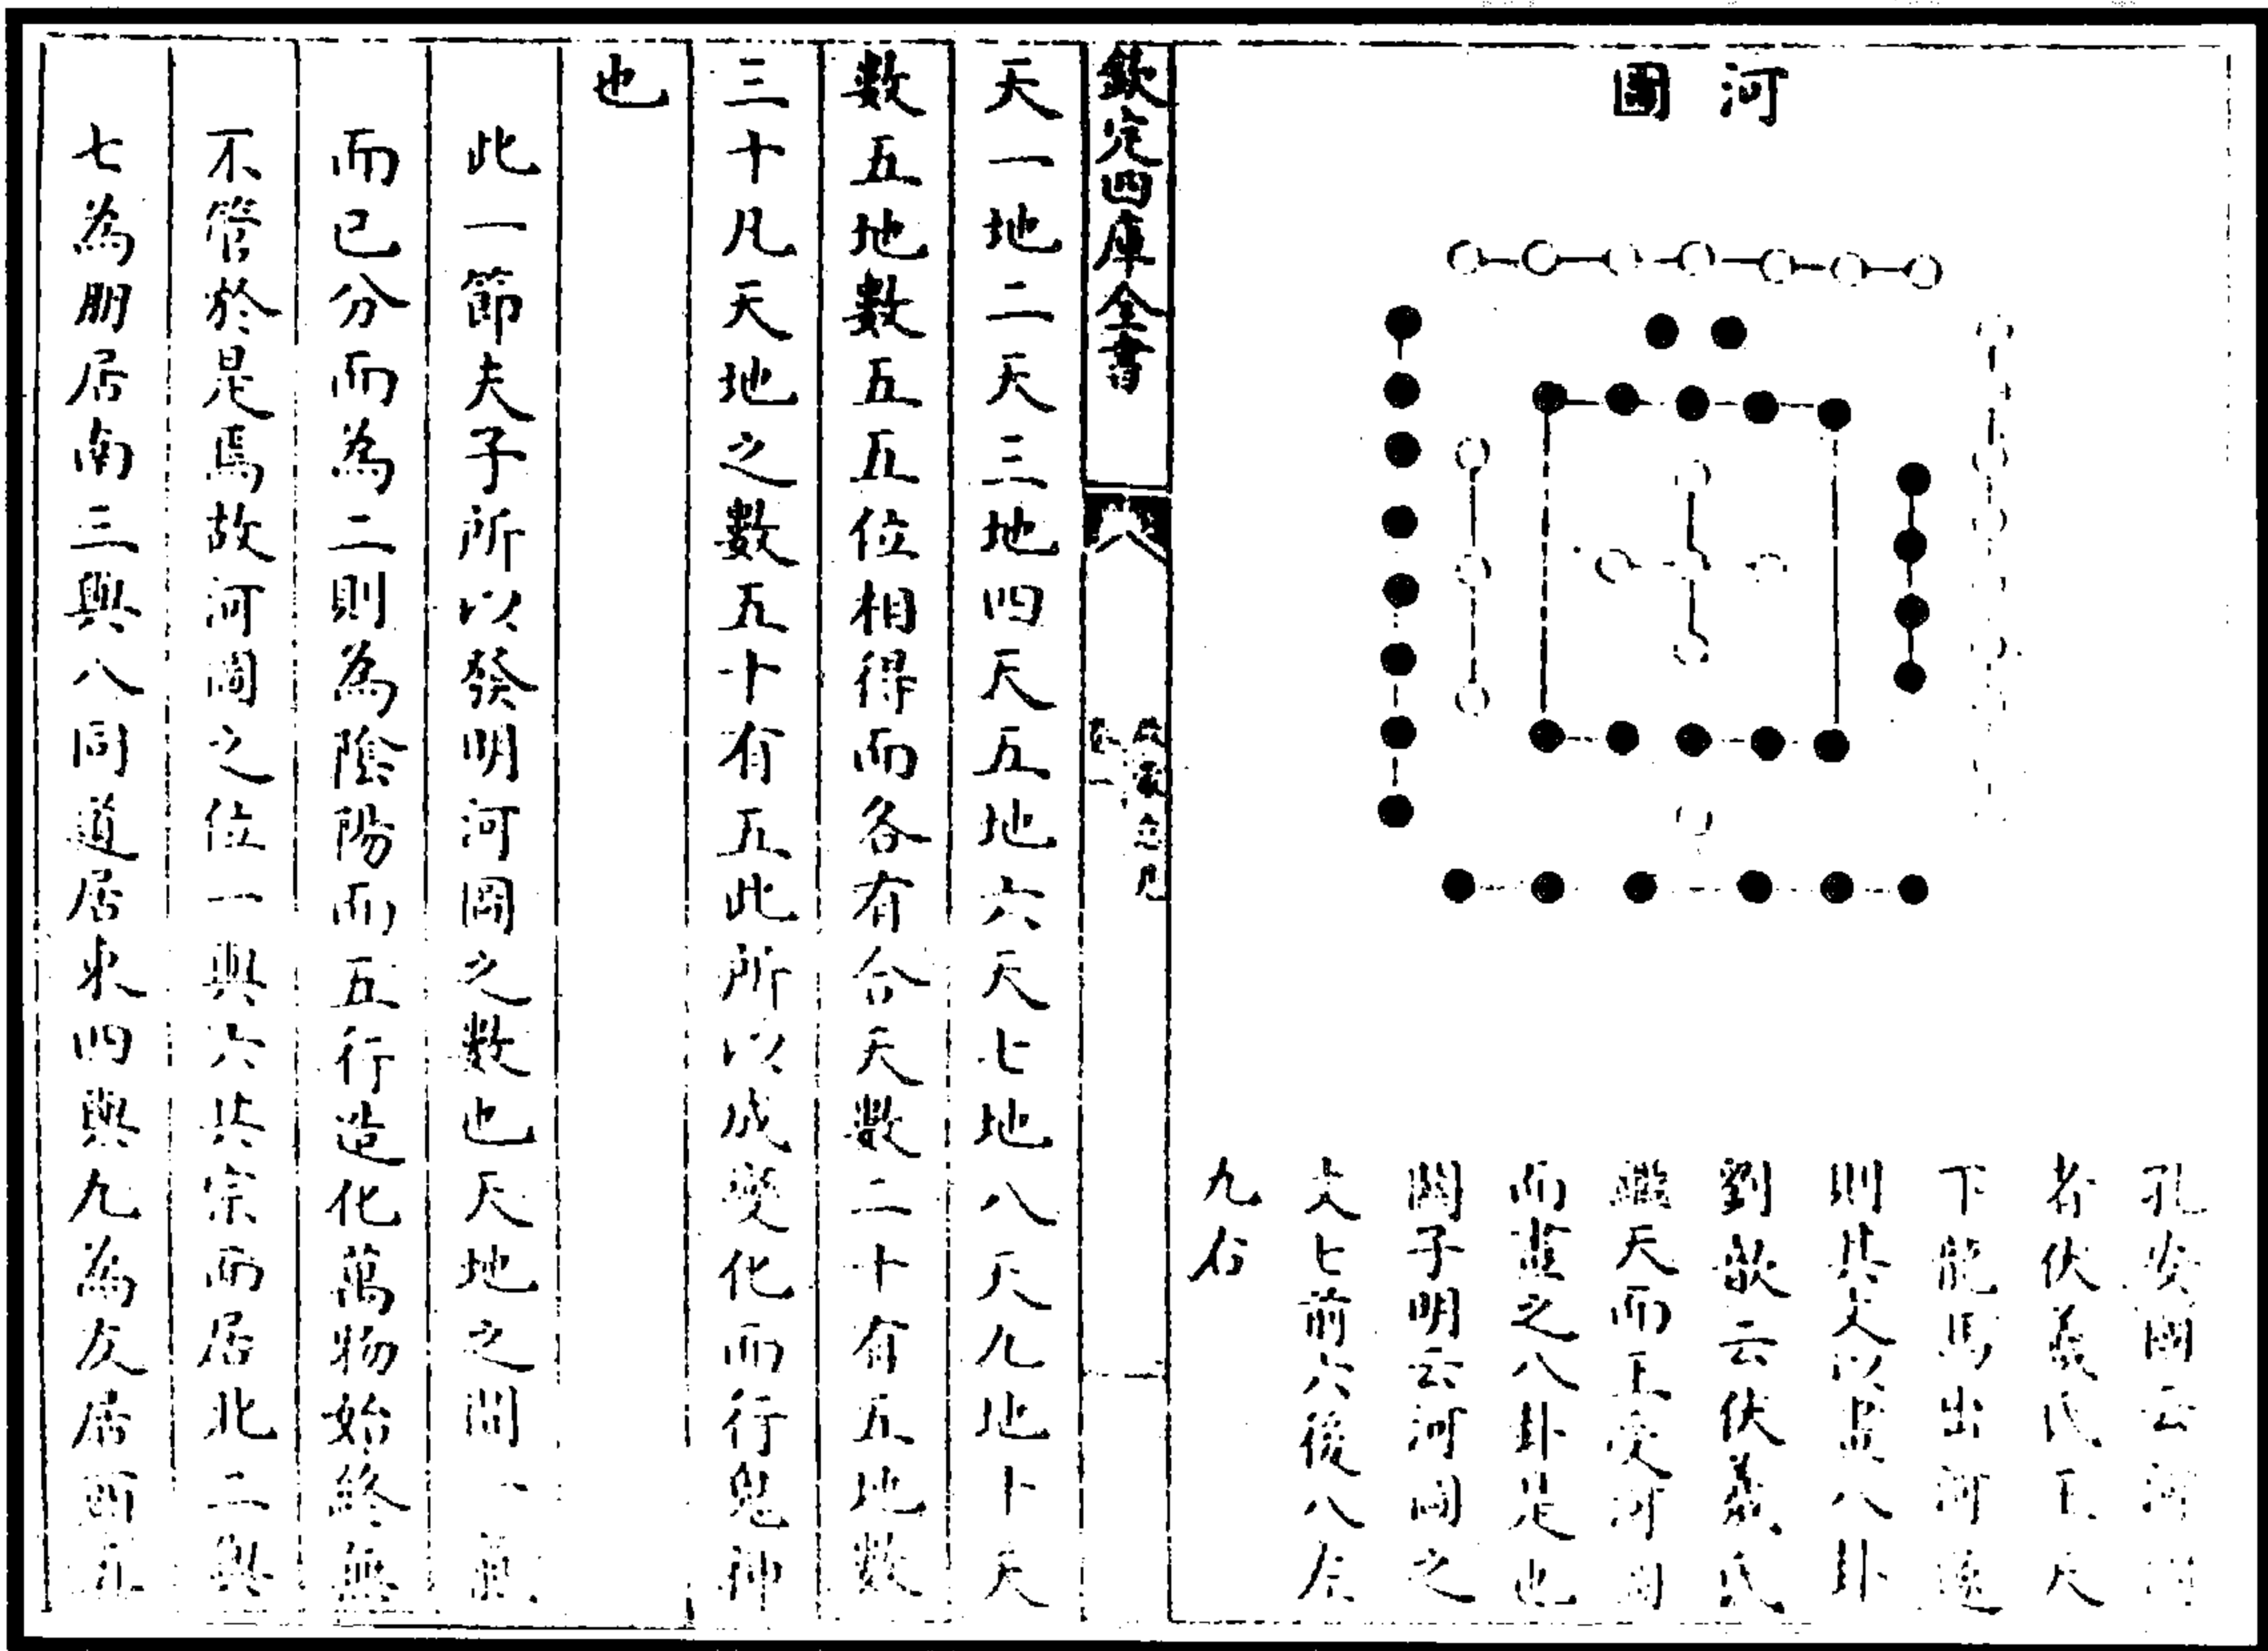 河圖
孔安國云河圖
者伏羲氏王天
下龍馬出河遂
則其文以畫八卦
劉歆云伏羲氏
繼天而王受河圖
而畫之八卦是也
關子明云河圖之
文七前六後八左
九右
欽定四庫全書
卷一
天一地二天三地四天五地六天七地八天九地十天
數五地數五五位相得而各有合天數二十有五地數
三十凡天地之數五十有五此所以成變化而行鬼神
也
此一節夫子所以發明河圖之數也天地之間一氣
而已分而為二則為陰陽而五行造化萬物始終無
不管於是焉故河圖之位一與六共宗而居北二與
七為朋居南三與八同道居東四與九為友居西五